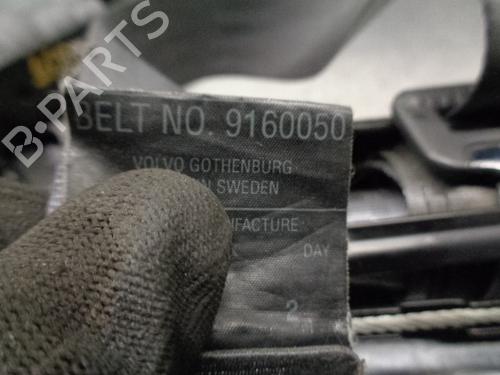 B-PARTS
BELT NO. 9160050
VOLVO GOTHENBURG
SWEDEN
DAY
2